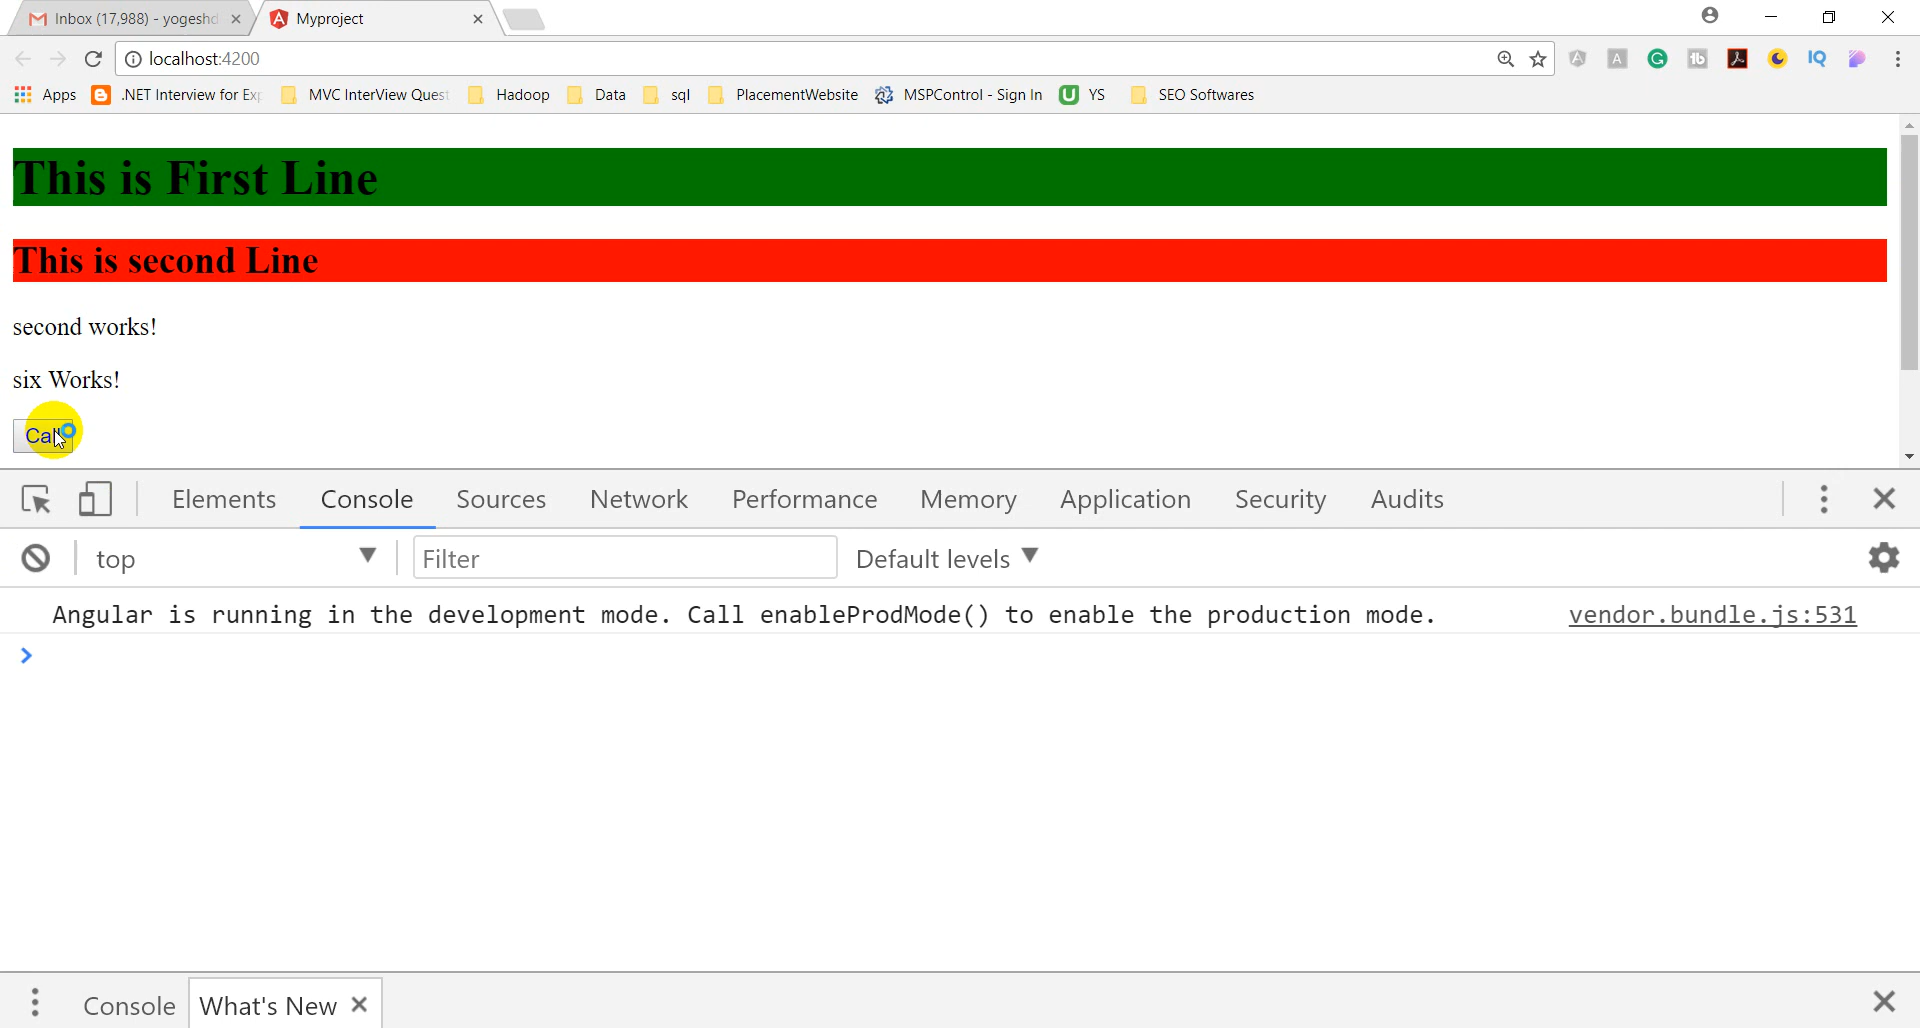 Inbox (17,988) - yogeshd
Myproject
localhost:4200
Apps .NET Interview for Exp MVC InterView Quest Hadoop Data sql PlacementWebsite MSPControl - Sign In YS SEO Softwares
This is First Line
This is second Line
second works!
six Works!
Call
Elements Console Sources Network Performance Memory Application Security Audits
top Filter Default levels
Angular is running in the development mode. Call enableProdMode() to enable the production mode. vendor.bundle.js:531
Console What's New